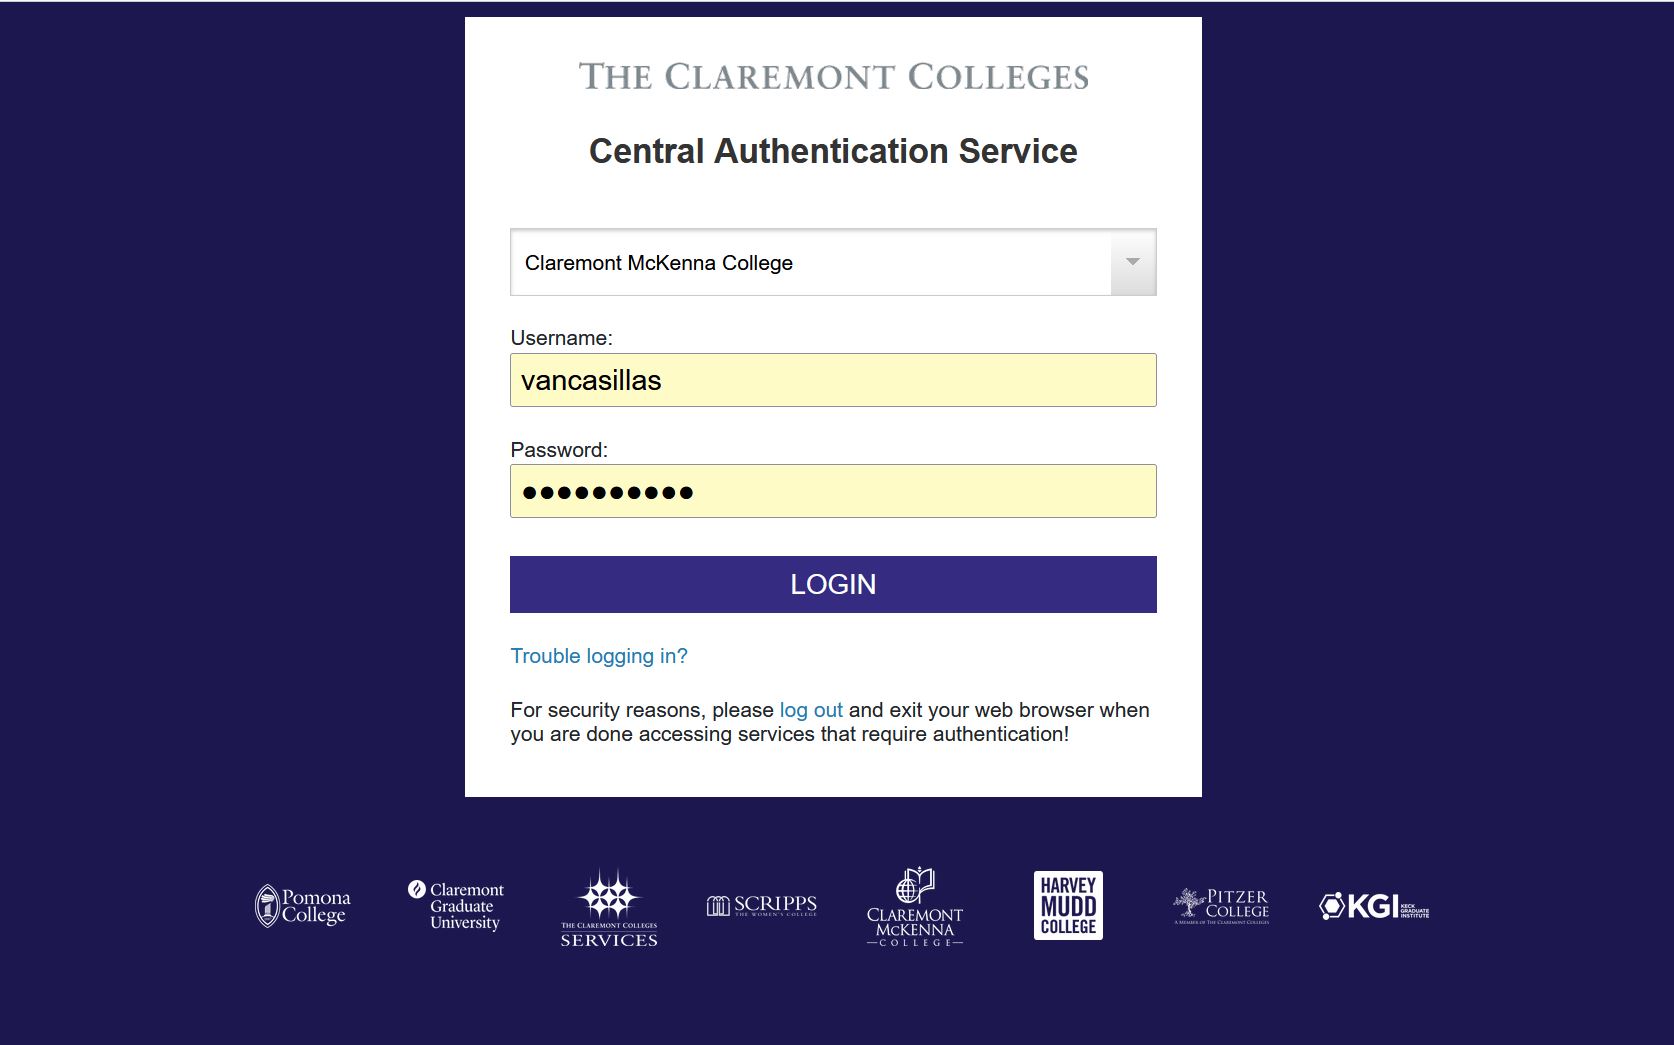 THE CLAREMONT COLLEGES
Central Authentication Service
Claremont McKenna College
Username:
vancasillas
Password:
●●●●●●●●●●
LOGIN
Trouble logging in?
For security reasons, please log out and exit your web browser when
you are done accessing services that require authentication!
Pomona
College
Claremont
Graduate
University
THE CLAREMONT COLLEGES
SERVICES
SCRIPPS
THE WOMEN'S COLLEGE
CLAREMONT
MCKENNA
COLLEGE
HARVEY
MUDD
COLLEGE
PITZER
COLLEGE
A MEMBER OF THE CLAREMONT COLLEGES
KGI
KECK
GRADUATE
INSTITUTE